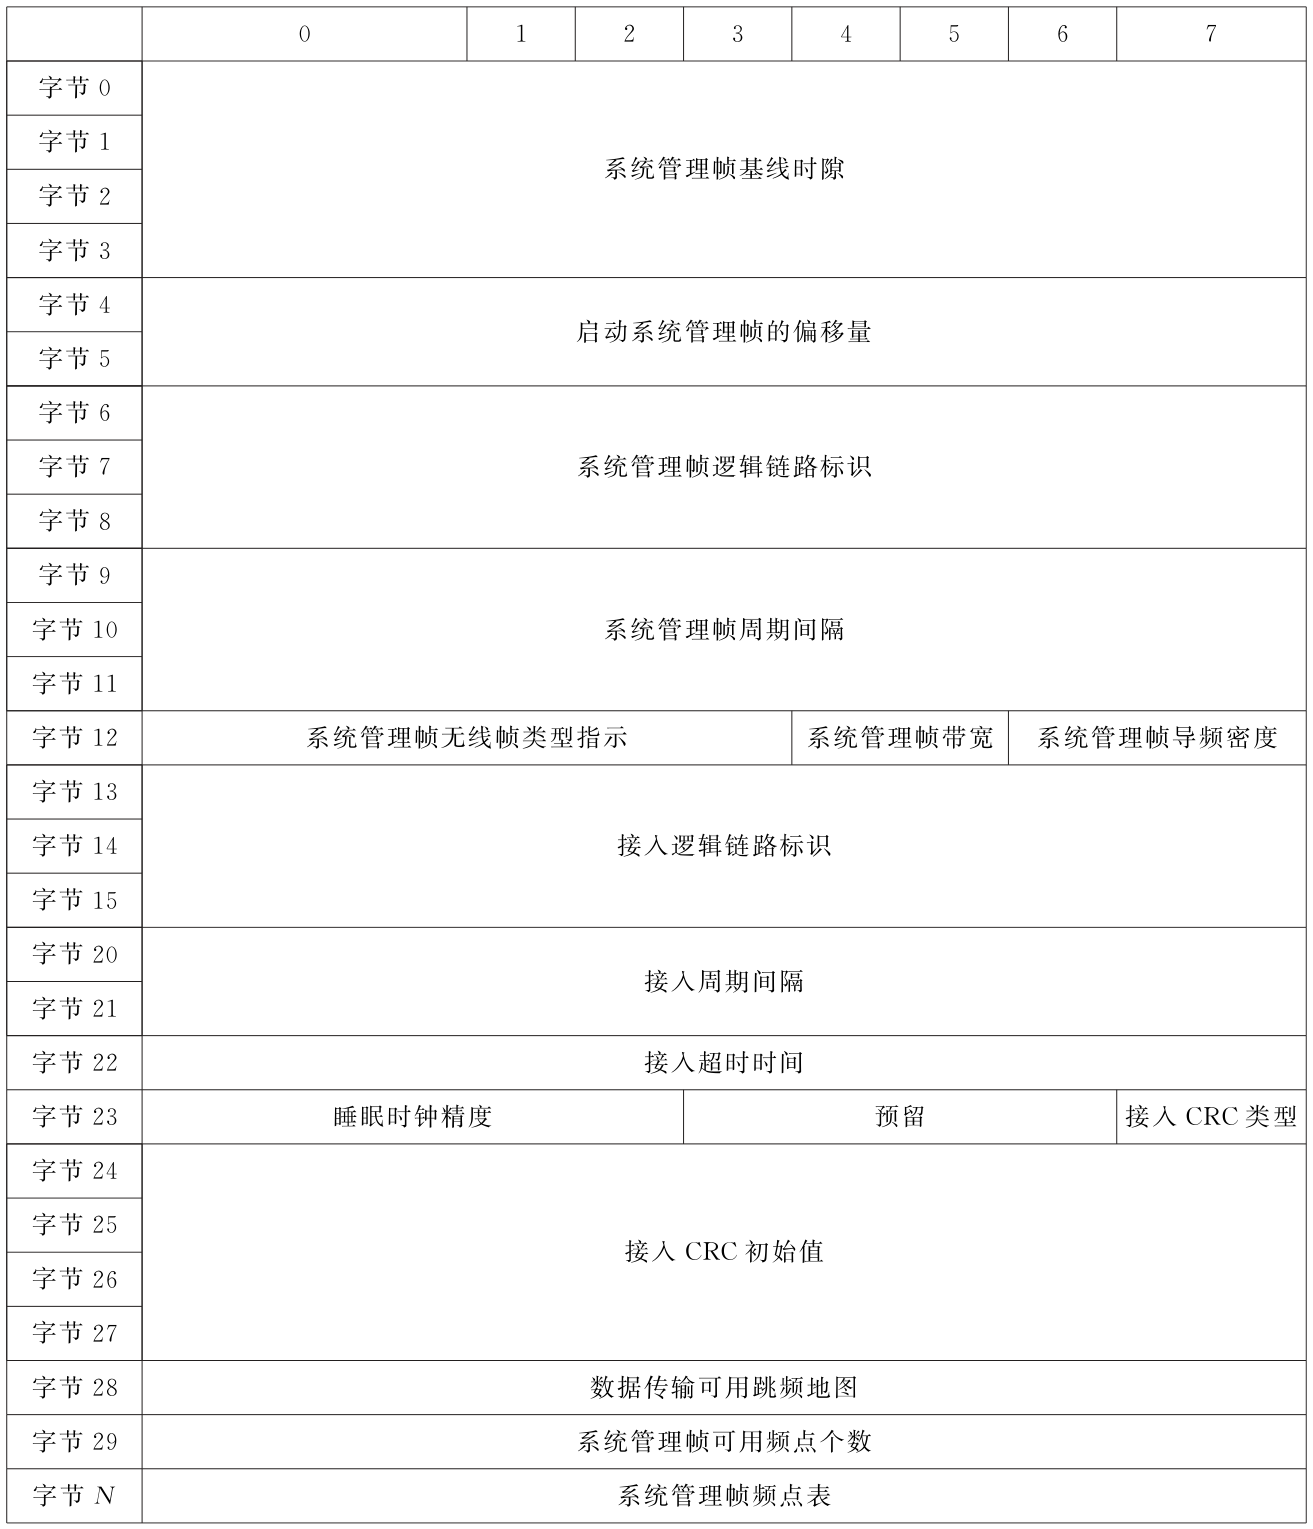 0 1 2 3 4 5 6 7
字节 0
字节 1
系统管理帧基线时隙
字节 2
字节 3
字节 4
启动系统管理帧的偏移量
字节 5
字节 6
字节 7
系统管理帧逻辑链路标识
字节 8
字节 9
字节 10
系统管理帧周期间隔
字节 11
字节 12 系统管理帧无线帧类型指示 系统管理帧带宽 系统管理帧导频密度
字节 13
字节 14
接入逻辑链路标识
字节 15
字节 20
接入周期间隔
字节 21
字节 22 接入超时时间
字节 23 睡眠时钟精度 预留 接入 CRC 类型
字节 24
字节 25
接入 CRC 初始值
字节 26
字节 27
字节 28 数据传输可用跳频地图
字节 29 系统管理帧可用频点个数
字节 N 系统管理帧频点表